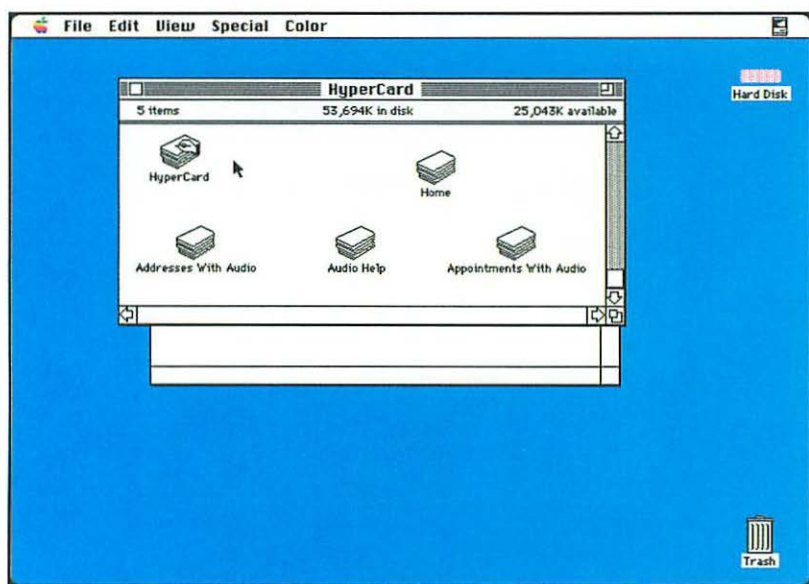 File Edit View Special Color
Hard Disk
HyperCard
5 items 53,694K in disk 25,043K available
HyperCard
Home
Addresses With Audio Audio Help Appointments With Audio
Trash